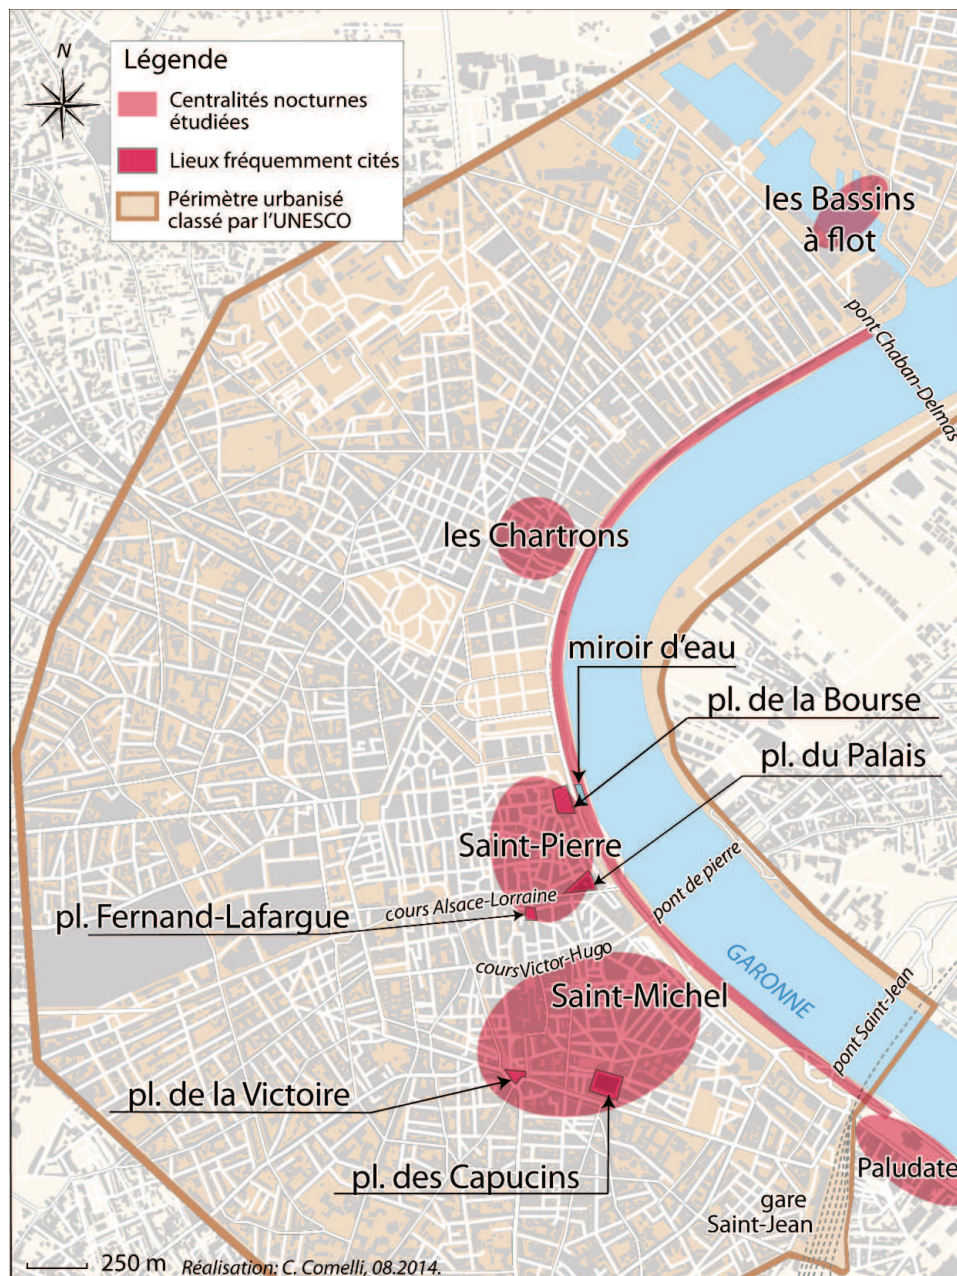 N
Légende
Centralités nocturnes
étudiées
Lieux fréquemment cités
Périmètre urbanisé
classé par l'UNESCO
les Bassins
à flot
pont Chaban-Delmas
les Chartrons
miroir d'eau
pl. de la Bourse
pl. du Palais
Saint-Pierre
pont de pierre
cours Alsace-Lorraine
pl. Fernand-Lafargue
cours Victor-Hugo
GARONNE
Saint-Michel
pont Saint-Jean
pl. de la Victoire
pl. des Capucins
Paludate
gare
Saint-Jean
250 m
Réalisation: C. Comelli, 08.2014.